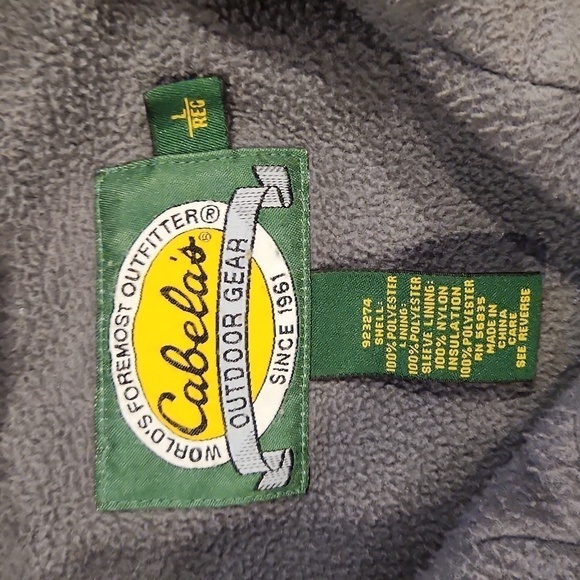 L
REG
WORLD'S FOREMOST OUTFITTER®
Cabela's®
OUTDOOR GEAR
SINCE 1961
923274
SHELL:
100% POLYESTER
LINING:
100% POLYESTER
SLEEVE LINING:
100% NYLON
INSULATION
100% POLYESTER
RN 56835
MADE IN
CHINA
CARE
SEE REVERSE